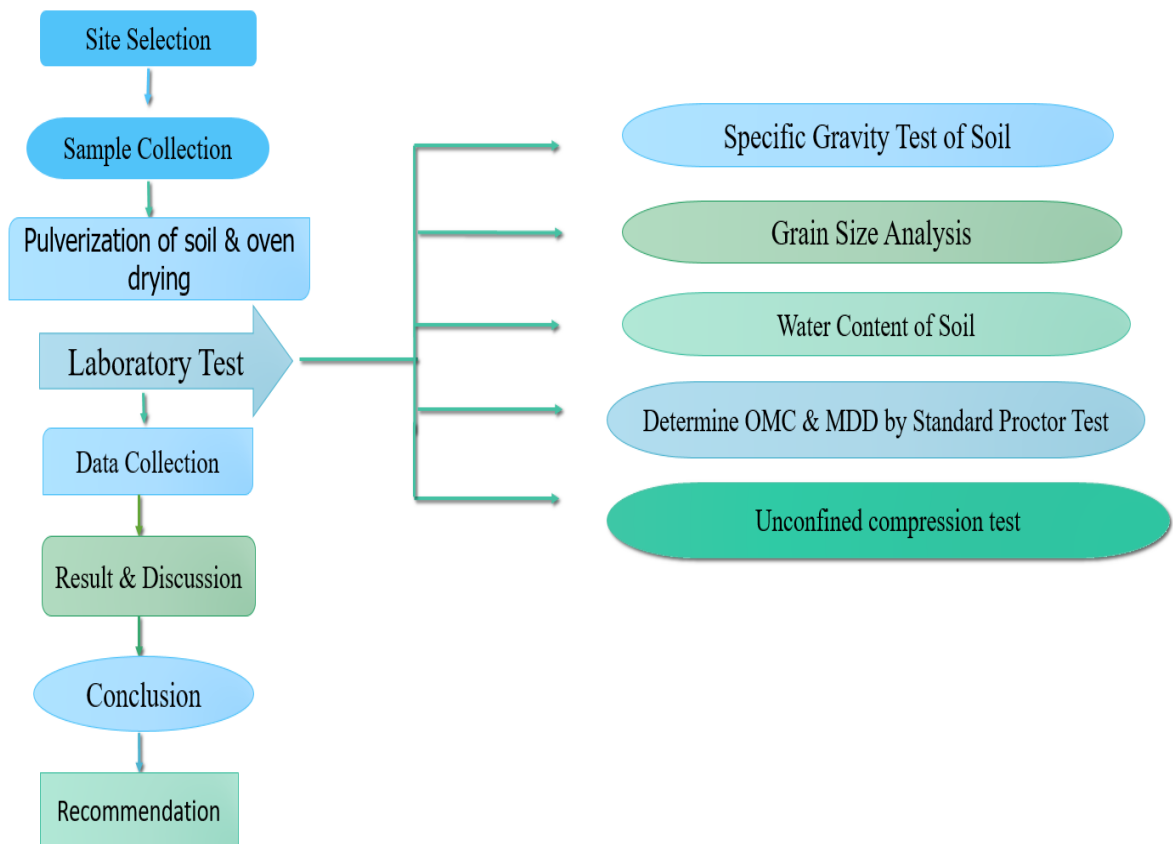 Site Selection
Sample Collection
Pulverization of soil & oven
drying
Laboratory Test
Data Collection
Result & Discussion
Conclusion
Recommendation
Specific Gravity Test of Soil
Grain Size Analysis
Water Content of Soil
Determine OMC & MDD by Standard Proctor Test
Unconfined compression test